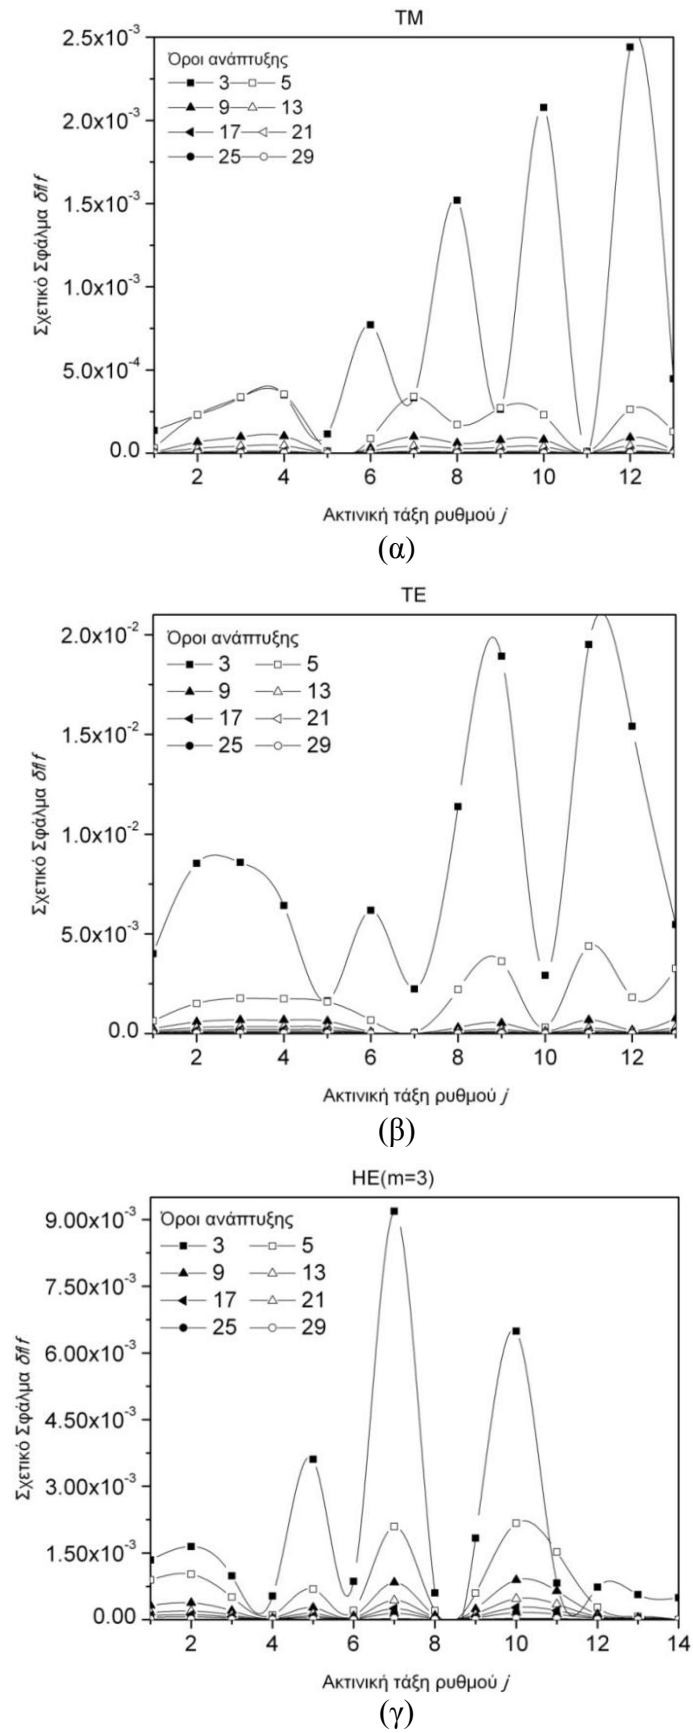 TM
2.5x10⁻³
2.0x10⁻³
1.5x10⁻³
1.0x10⁻³
5.0x10⁻⁴
0.0
Σχετικό Σφάλμα δf/f
Όροι ανάπτυξης
3 5
9 13
17 21
25 29
2 4 6 8 10 12
Ακτινική τάξη ρυθμού j
(α)
TE
2.0x10⁻²
1.5x10⁻²
1.0x10⁻²
5.0x10⁻³
0.0
Σχετικό Σφάλμα δf/f
Όροι ανάπτυξης
3 5
9 13
17 21
25 29
2 4 6 8 10 12
Ακτινική τάξη ρυθμού j
(β)
HE(m=3)
9.00x10⁻³
7.50x10⁻³
6.00x10⁻³
4.50x10⁻³
3.00x10⁻³
1.50x10⁻³
0.00
Σχετικό Σφάλμα δf/f
Όροι ανάπτυξης
3 5
9 13
17 21
25 29
2 4 6 8 10 12 14
Ακτινική τάξη ρυθμού j
(γ)